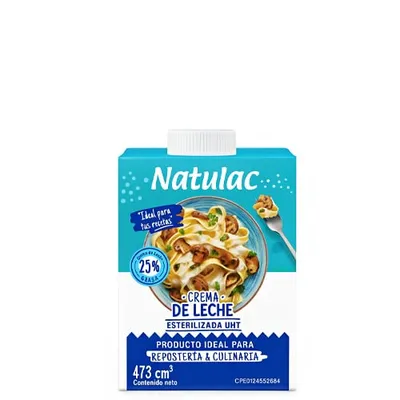 Natulac
"Ideal para
tus recetas"
25%
GRASA
CREMA
DE LECHE
ESTERILIZADA UHT
PRODUCTO IDEAL PARA
REPOSTERÍA & CULINARIA
473 cm³
Contenido neto
CPE0124552684